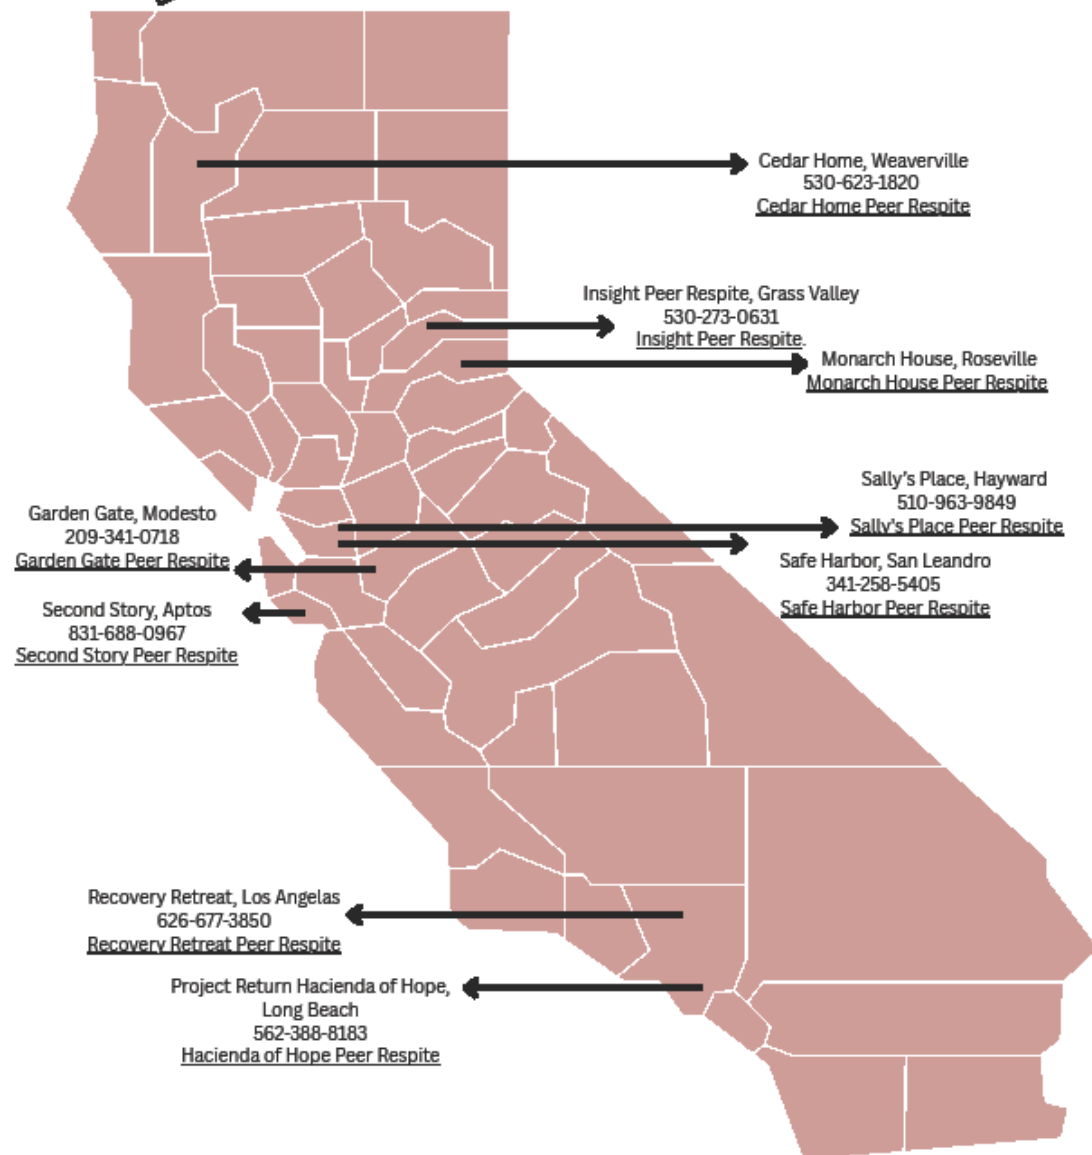 Cedar Home, Weaverville
530-623-1820
Cedar Home Peer Respite
Insight Peer Respite, Grass Valley
530-273-0631
Insight Peer Respite.
Monarch House, Roseville
Monarch House Peer Respite
Sally's Place, Hayward
510-963-9849
Sally's Place Peer Respite
Garden Gate, Modesto
209-341-0718
Garden Gate Peer Respite
Safe Harbor, San Leandro
341-258-5405
Safe Harbor Peer Respite
Second Story, Aptos
831-688-0967
Second Story Peer Respite
Recovery Retreat, Los Angelas
626-677-3850
Recovery Retreat Peer Respite
Project Return Hacienda of Hope,
Long Beach
562-388-8183
Hacienda of Hope Peer Respite